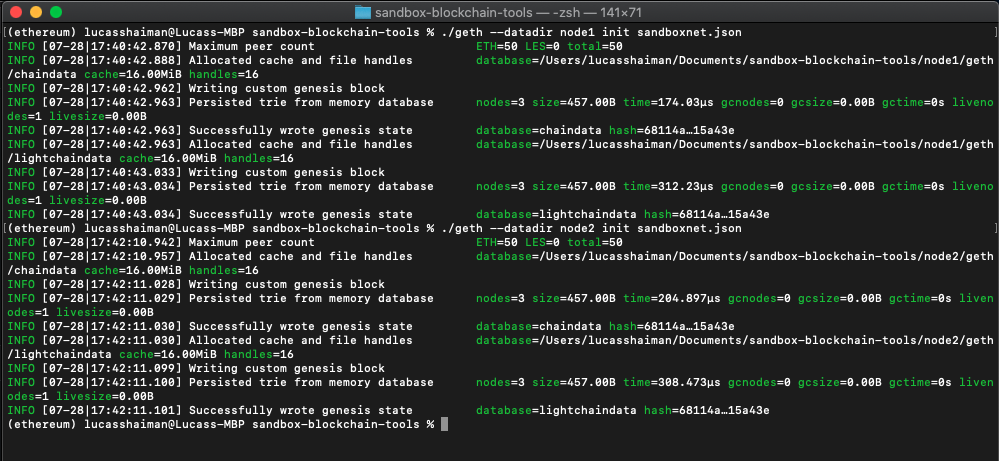 sandbox-blockchain-tools — -zsh — 141×71
[(ethereum) lucasshaiman@Lucass-MBP sandbox-blockchain-tools % ./geth --datadir node1 init sandboxnet.json ]
INFO [07-28|17:40:42.870] Maximum peer count ETH=50 LES=0 total=50
INFO [07-28|17:40:42.888] Allocated cache and file handles database=/Users/lucasshaiman/Documents/sandbox-blockchain-tools/node1/geth
/chaindata cache=16.00MiB handles=16
INFO [07-28|17:40:42.962] Writing custom genesis block
INFO [07-28|17:40:42.963] Persisted trie from memory database nodes=3 size=457.00B time=174.03µs gcnodes=0 gcsize=0.00B gctime=0s liveno
des=1 livesize=0.00B
INFO [07-28|17:40:42.963] Successfully wrote genesis state database=chaindata hash=68114a…15a43e
INFO [07-28|17:40:42.963] Allocated cache and file handles database=/Users/lucasshaiman/Documents/sandbox-blockchain-tools/node1/geth
/lightchaindata cache=16.00MiB handles=16
INFO [07-28|17:40:43.033] Writing custom genesis block
INFO [07-28|17:40:43.034] Persisted trie from memory database nodes=3 size=457.00B time=312.23µs gcnodes=0 gcsize=0.00B gctime=0s liveno
des=1 livesize=0.00B
INFO [07-28|17:40:43.034] Successfully wrote genesis state database=lightchaindata hash=68114a…15a43e
[(ethereum) lucasshaiman@Lucass-MBP sandbox-blockchain-tools % ./geth --datadir node2 init sandboxnet.json ]
INFO [07-28|17:42:10.942] Maximum peer count ETH=50 LES=0 total=50
INFO [07-28|17:42:10.957] Allocated cache and file handles database=/Users/lucasshaiman/Documents/sandbox-blockchain-tools/node2/geth
/chaindata cache=16.00MiB handles=16
INFO [07-28|17:42:11.028] Writing custom genesis block
INFO [07-28|17:42:11.029] Persisted trie from memory database nodes=3 size=457.00B time=204.897µs gcnodes=0 gcsize=0.00B gctime=0s liven
odes=1 livesize=0.00B
INFO [07-28|17:42:11.030] Successfully wrote genesis state database=chaindata hash=68114a…15a43e
INFO [07-28|17:42:11.030] Allocated cache and file handles database=/Users/lucasshaiman/Documents/sandbox-blockchain-tools/node2/geth
/lightchaindata cache=16.00MiB handles=16
INFO [07-28|17:42:11.099] Writing custom genesis block
INFO [07-28|17:42:11.100] Persisted trie from memory database nodes=3 size=457.00B time=308.473µs gcnodes=0 gcsize=0.00B gctime=0s liven
odes=1 livesize=0.00B
INFO [07-28|17:42:11.101] Successfully wrote genesis state database=lightchaindata hash=68114a…15a43e
(ethereum) lucasshaiman@Lucass-MBP sandbox-blockchain-tools %